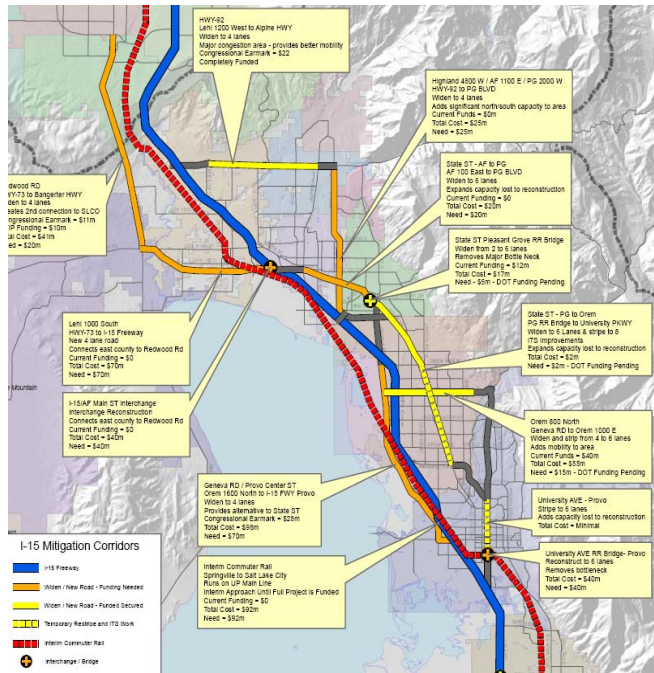 HWY-92
Lehi 1200 West to Alpine HWY
Widen to 4 lanes
Major congestion area - provides better mobility
Congressional Earmark = $22
Completely Funded
Highland 4800 W / AF 1100 E / PG 2000 W
HWY-92 to PG BLVD
Widen to 4 lanes
Adds significant north/south capacity to area
Current Funds = $0m
Total Cost = $25m
Need = $25m
State ST - AF to PG
AF 100 East to PG BLVD
Widen to 6 lanes
Expands capacity lost to reconstruction
Current Funding = $0
Total Cost = $20m
Need = $20m
dwood RD
WY-73 to Bangerter HWY
iden to 4 lanes
eates 2nd connection to SLCO
ngressional Earmark = $11m
IP Funding = $10m
tal Cost = $41m
eed = $20m
State ST Pleasant Grove RR Bridge
Widen from 2 to 6 lanes
Removes Major Bottle Neck
Current Funding = $12m
Total Cost = $17m
Need - $5m - DOT Funding Pending
State ST - PG to Orem
PG RR Bridge to University PKWY
Widen to 6 Lanes & stripe to 8
ITS Improvements
Expands capacity lost to reconstruction
Total Cost = $2m
Need = $2m - DOT Funding Pending
Lehi 1000 South
HWY-73 to I-15 Freeway
New 4 lane road
Connects east county to Redwood Rd
Current Funding = $0
Total Cost = $70m
Need = $70m
I-15/AF Main ST Interchange
Interchange Reconstruction
Connects east county to Redwood Rd
Current Funding = $0
Total Cost = $40m
Need = $40m
Orem 800 North
Geneva RD to Orem 1000 E
Widen and strip from 4 to 6 lanes
Adds mobility to area
Current Funds = $40m
Total Cost = $55m
Need = $15m - DOT Funding Pending
Geneva RD / Provo Center ST
Orem 1600 North to I-15 FWY Provo
Widen to 4 lanes
Provides alternative to State ST
Congressional Earmark = $26m
Total Cost = $96m
Need = $70m
University AVE - Provo
Stripe to 6 lanes
Adds capacity lost to reconstruction
Total Cost = Minimal
University AVE RR Bridge- Provo
Reconstruct to 6 lanes
Removes bottleneck
Total Cost = $40m
Need = $40m
Interim Commuter Rail
Springville to Salt Lake City
Runs on UP Main Line
Interim Approach Until Full Project is Funded
Current Funding = $0
Total Cost = $92m
Need = $92m
Mountain
I-15 Mitigation Corridors
I-15 Freeway
Widen / New Road - Funding Needed
Widen / New Road - Funded Secured
Temporary Restripe and ITS Work
Interim Commuter Rail
Interchange / Bridge